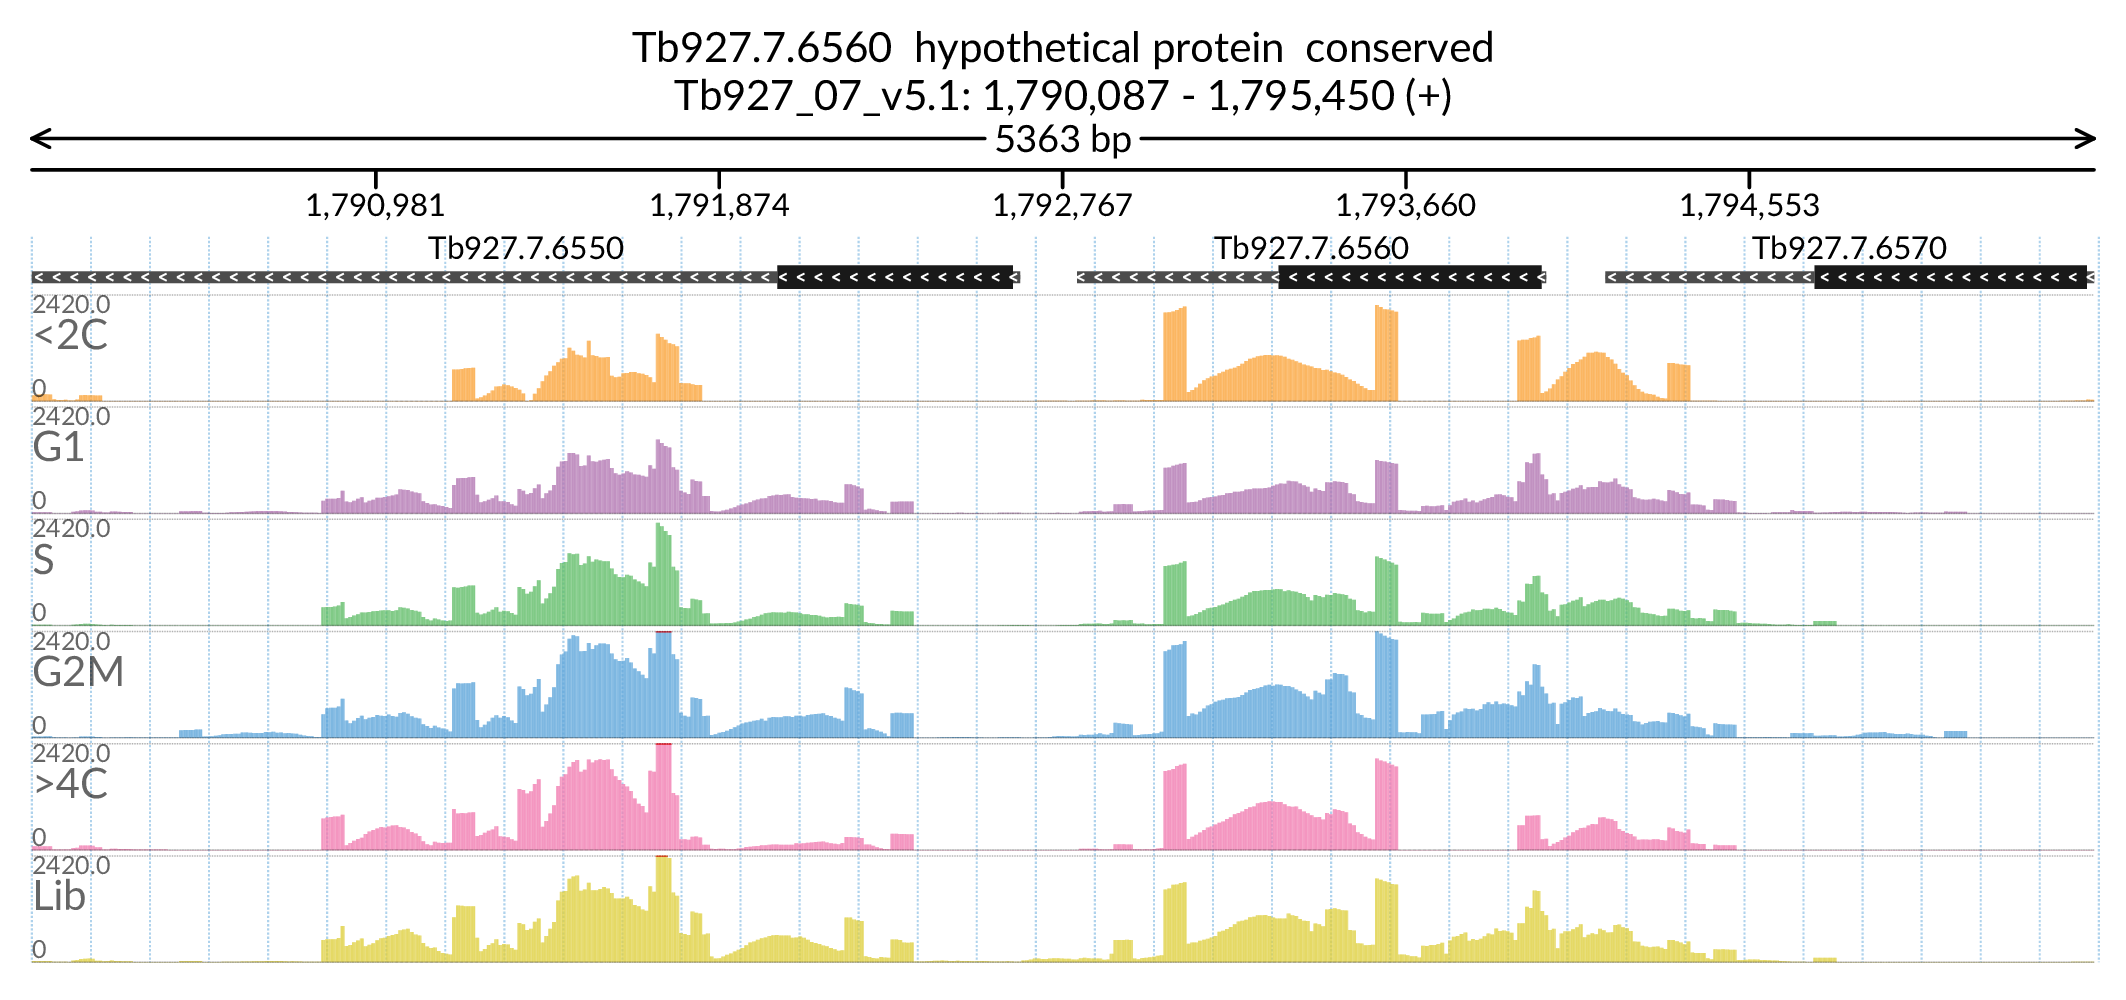 Tb927.7.6560 hypothetical protein conserved
Tb927_07_v5.1: 1,790,087 - 1,795,450 (+)
5363 bp
1,790,981 1,791,874 1,792,767 1,793,660 1,794,553
Tb927.7.6550 Tb927.7.6560 Tb927.7.6570
2420.0
<2C
0
2420.0
G1
0
2420.0
S
0
2420.0
G2M
0
2420.0
>4C
0
2420.0
Lib
0